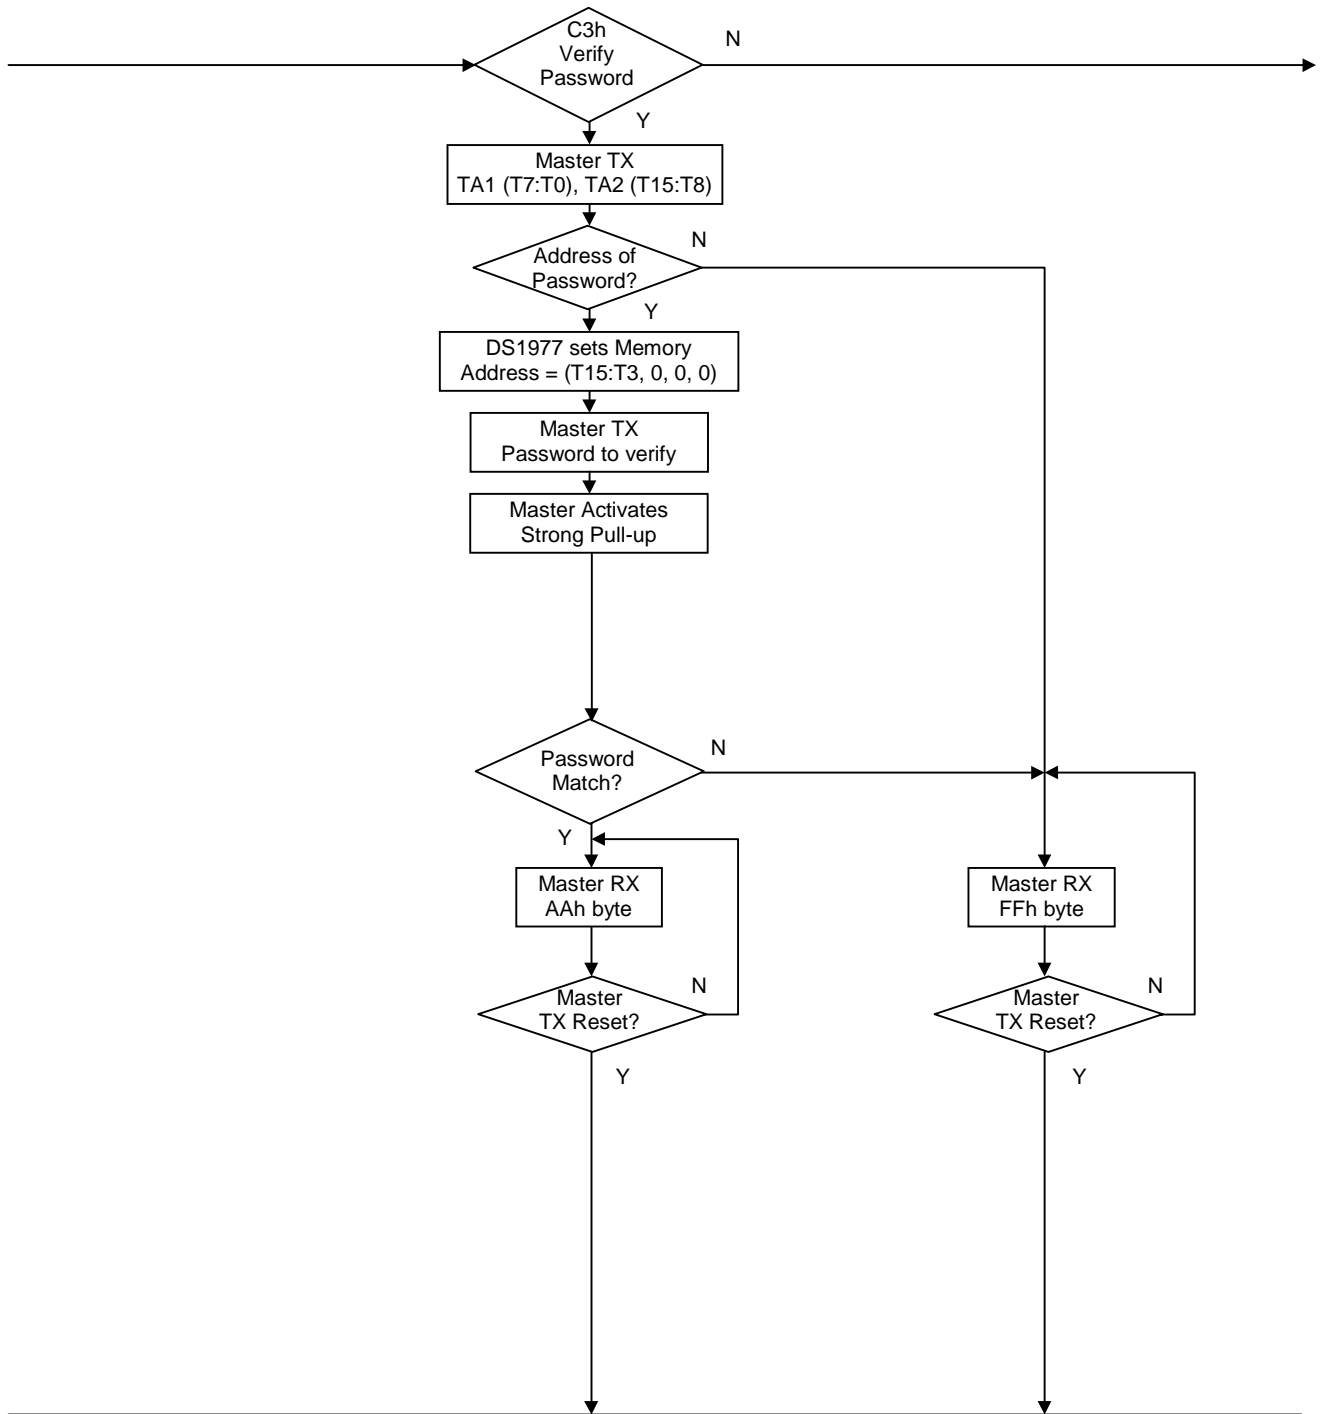 C3h
Verify
Password
N
Y
Master TX
TA1 (T7:T0), TA2 (T15:T8)
Address of
Password?
N
Y
DS1977 sets Memory
Address = (T15:T3, 0, 0, 0)
Master TX
Password to verify
Master Activates
Strong Pull-up
Password
Match?
N
Y
Master RX
AAh byte
Master RX
FFh byte
Master
TX Reset?
N
Y
Master
TX Reset?
N
Y